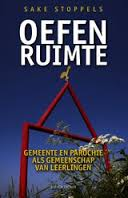 SAKE STOPPELS
OEFEN
RUIMTE
GEMEENTE EN PAROCHIE
ALS GEMEENSCHAP
VAN LEERLINGEN